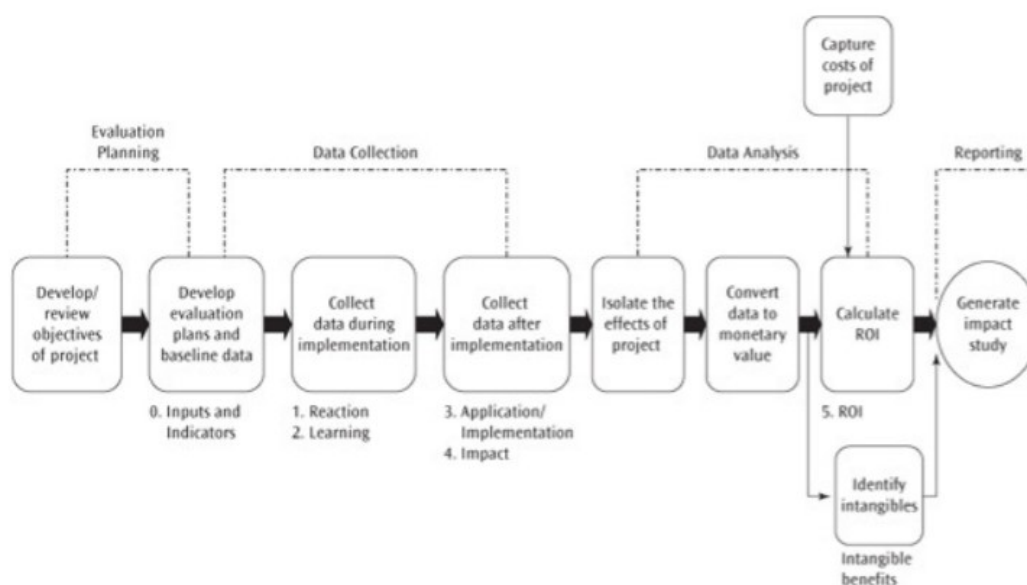 Capture
costs of
project
Evaluation
Planning
Data Collection
Data Analysis
Reporting
Develop/
review
objectives
of project
Develop
evaluation
plans and
baseline data
Collect
data during
implementation
Collect
data after
implementation
Isolate the
effects of
project
Convert
data to
monetary
value
Calculate
ROI
Generate
impact
study
0. Inputs and
Indicators
1. Reaction
2. Learning
3. Application/
Implementation
4. Impact
5. ROI
Identify
intangibles
Intangible
benefits